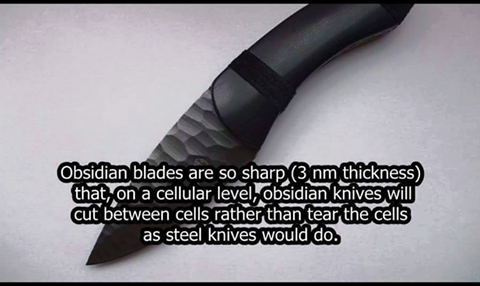 Obsidian blades are so sharp (3 nm thickness)
that, on a cellular level, obsidian knives will
cut between cells rather than tear the cells
as steel knives would do.